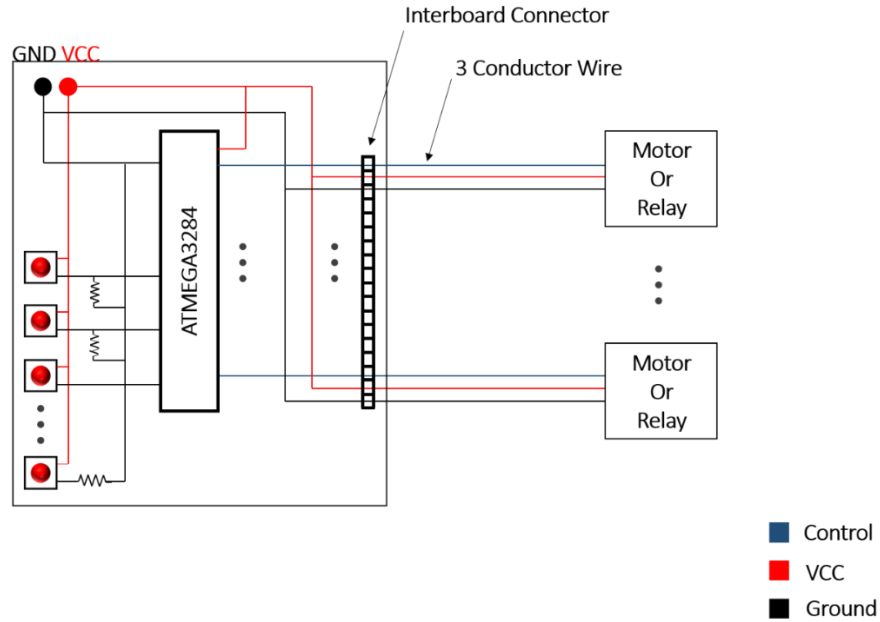 Interboard Connector
GND VCC
3 Conductor Wire
ATMEGA3284
Motor
Or
Relay
Motor
Or
Relay
Control
VCC
Ground